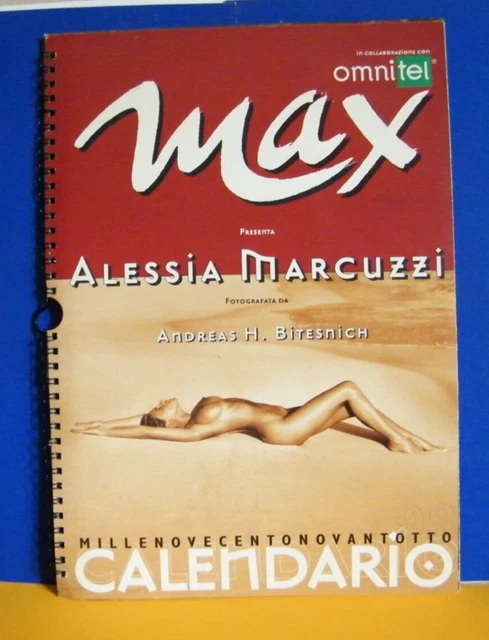 in collaborazione con
omnitel®
max
Presenta
Alessia Marcuzzi
Fotografata da
Andreas H. Bitesnich
MILLENOVECENTONOVANTOTTO
CALENDARIO